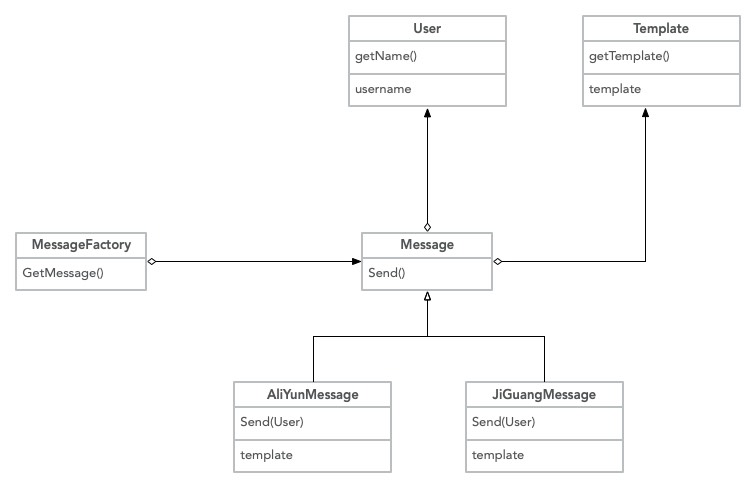 User
getName()
username
Template
getTemplate()
template
MessageFactory
GetMessage()
Message
Send()
AliYunMessage
Send(User)
template
JiGuangMessage
Send(User)
template